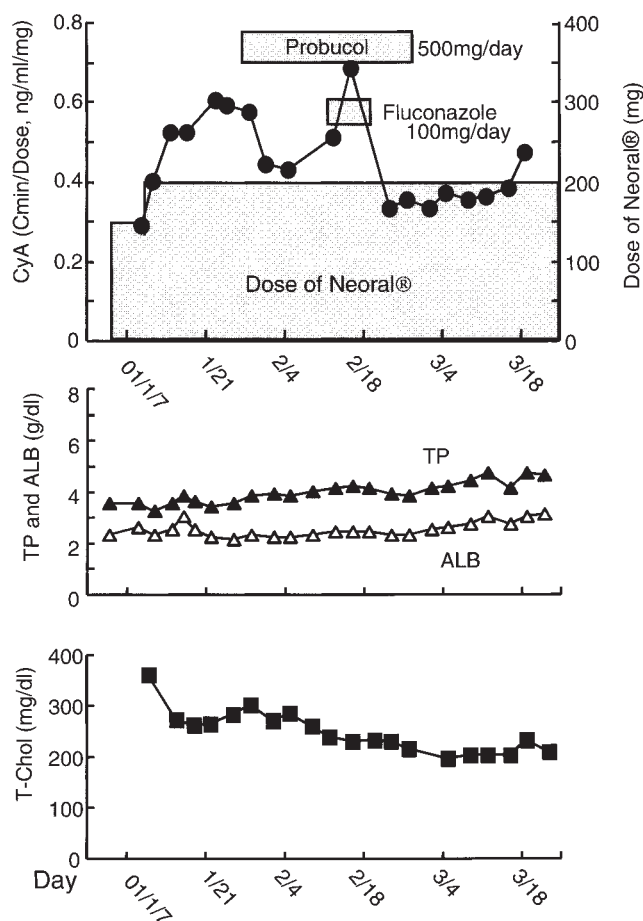 0.8
0.6
0.4
0.2
0
CyA (Cmin/Dose, ng/ml/mg)
Probucol
500mg/day
Fluconazole
100mg/day
Dose of Neoral®
400
300
200
100
0
Dose of Neoral® (mg)
01/1/7
1/21
2/4
2/18
3/4
3/18
8
6
4
2
0
TP and ALB (g/dl)
TP
ALB
400
300
200
100
0
T-Chol (mg/dl)
Day
01/1/7
1/21
2/4
2/18
3/4
3/18